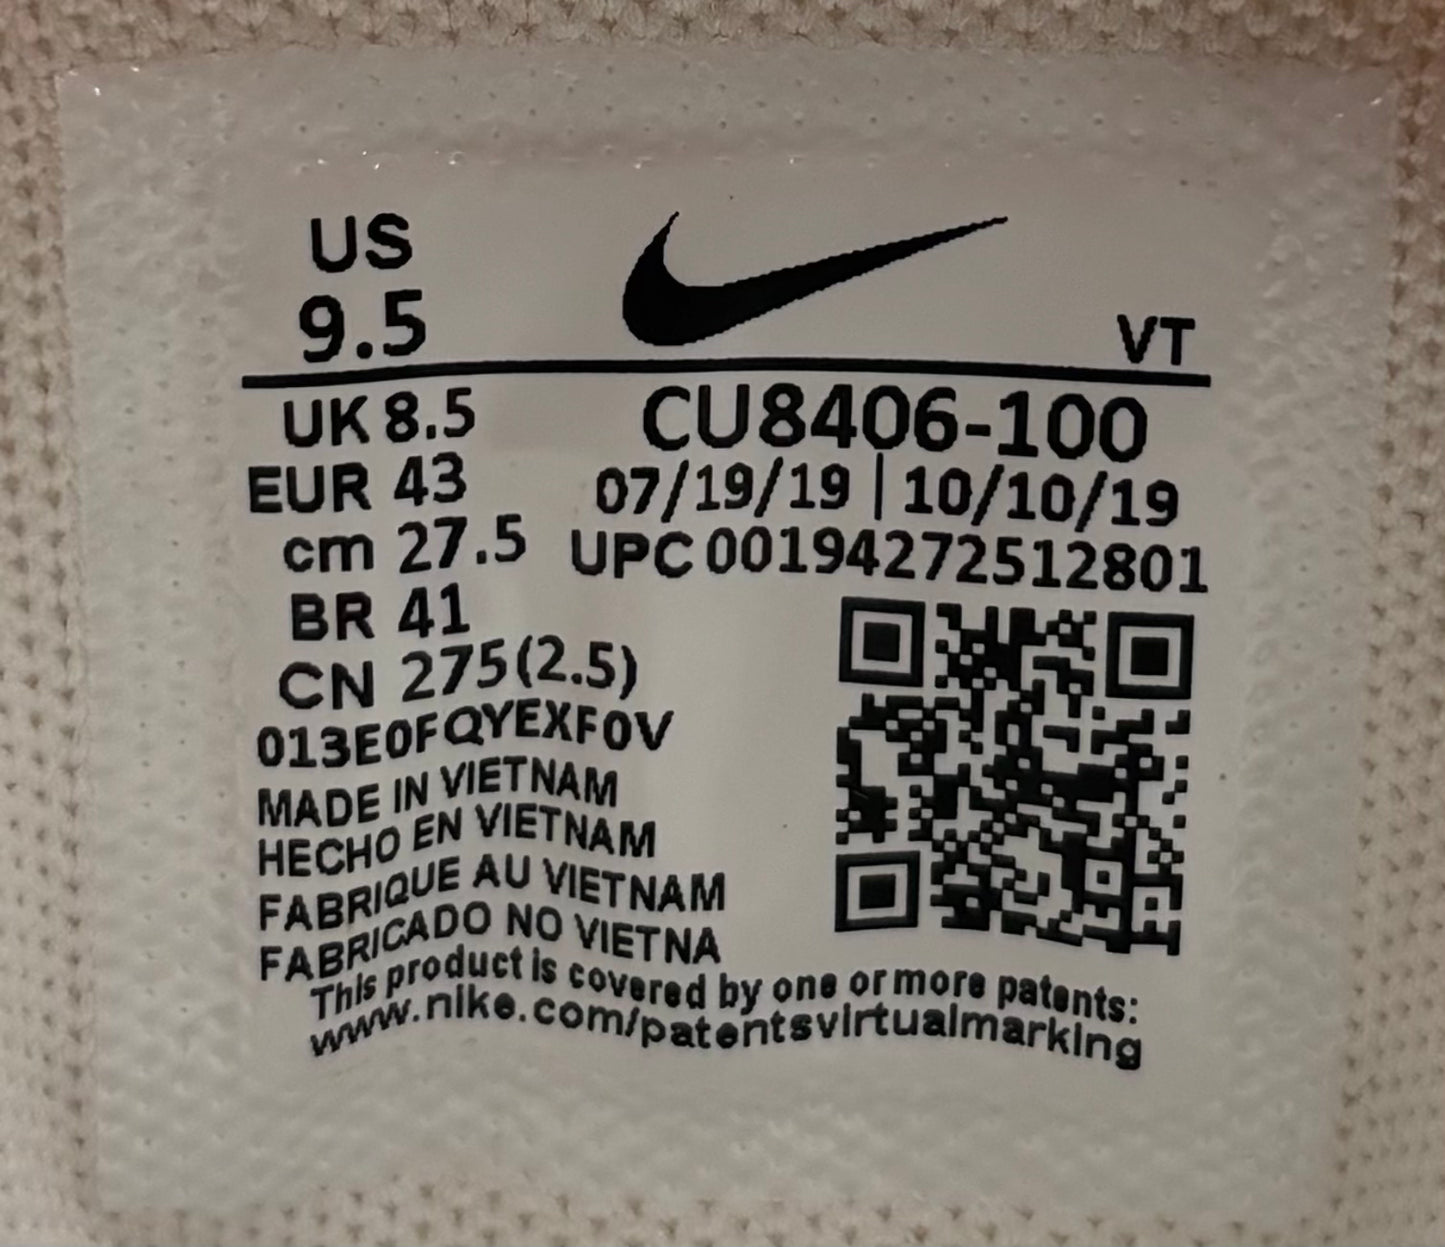 US
9.5
VT
UK 8.5
EUR 43
cm 27.5
BR 41
CN 275(2.5)
CU8406-100
07/19/19 | 10/10/19
UPC 00194272512801
013E0FQYEXF0V
MADE IN VIETNAM
HECHO EN VIETNAM
FABRIQUE AU VIETNAM
FABRICADO NO VIETNA
This product is covered by one or more patents:
www.nike.com/patentsvirtualmarking